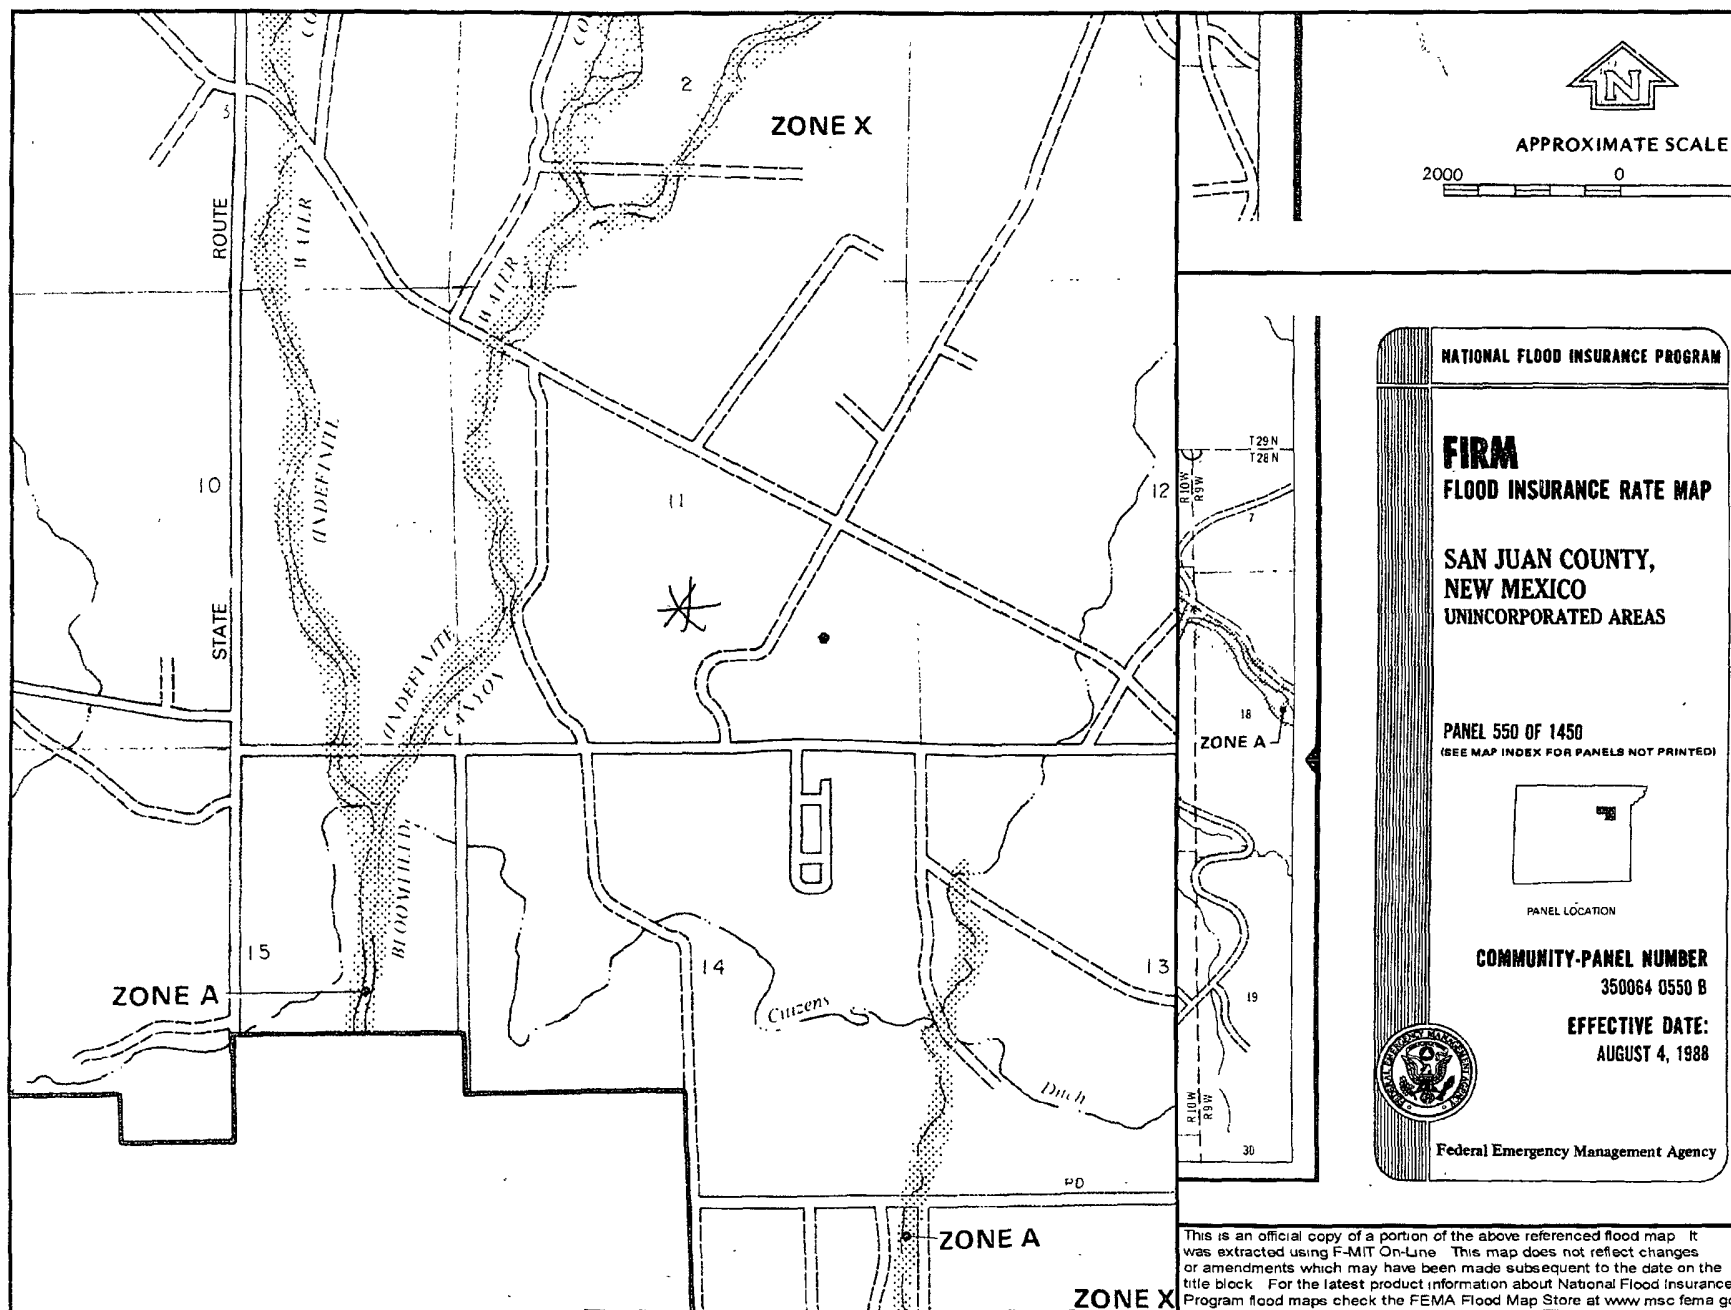 CO
CO
2
1
ZONE X
3
ROUTE
WATER
WATER
(INDEFINITE
10
11
12
STATE
(INDEFINITE
CANYON
BLOOMFIELD
15
14
13
ZONE A
Citizens
Ditch
RD
ZONE A
ZONE X
N
APPROXIMATE SCALE
2000 0
T29N
T28N
R10W
R9W
7
18
ZONE A
19
R10W
R9W
30
NATIONAL FLOOD INSURANCE PROGRAM
FIRM
FLOOD INSURANCE RATE MAP
SAN JUAN COUNTY,
NEW MEXICO
UNINCORPORATED AREAS
PANEL 550 OF 1450
(SEE MAP INDEX FOR PANELS NOT PRINTED)
PANEL LOCATION
COMMUNITY-PANEL NUMBER
350064 0550 B
EFFECTIVE DATE:
AUGUST 4, 1988
FEDERAL EMERGENCY MANAGEMENT AGENCY
Federal Emergency Management Agency
This is an official copy of a portion of the above referenced flood map It
was extracted using F-MIT On-Line This map does not reflect changes
or amendments which may have been made subsequent to the date on the
title block For the latest product information about National Flood Insurance
Program flood maps check the FEMA Flood Map Store at www msc fema go